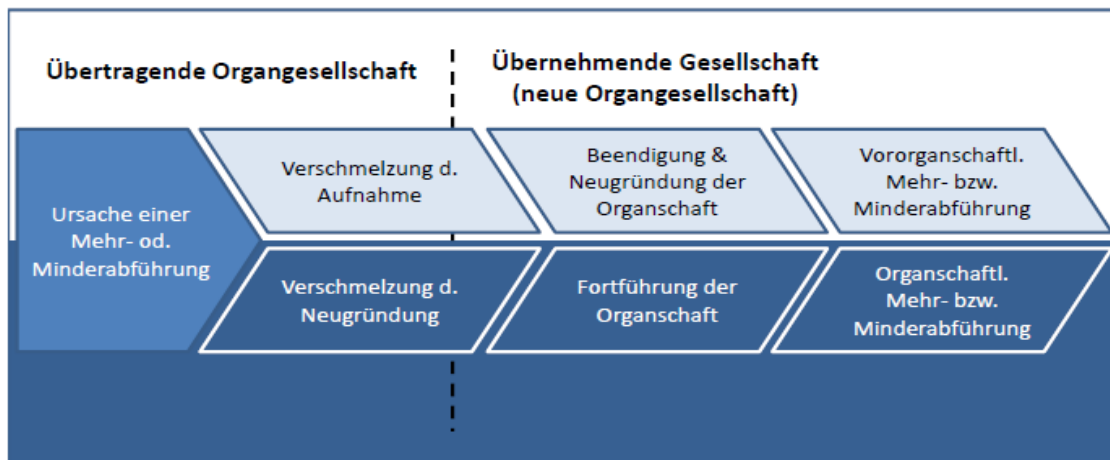 Übertragende Organgesellschaft
Übernehmende Gesellschaft
(neue Organgesellschaft)
Ursache einer
Mehr- od.
Minderabführung
Verschmelzung d.
Aufnahme
Beendigung &
Neugründung der
Organschaft
Vororganschaftl.
Mehr- bzw.
Minderabführung
Verschmelzung d.
Neugründung
Fortführung der
Organschaft
Organschaftl.
Mehr- bzw.
Minderabführung